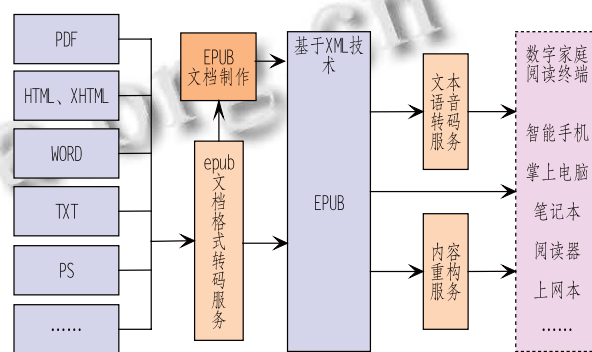 PDF
HTML、XHTML
WORD
TXT
PS
……
EPUB
文档制作
epub
文档格式转码服务
基于XML技
术
EPUB
文本
语音
转码
服务
内容
重构
服务
数字家庭
阅读终端
智能手机
掌上电脑
笔记本
阅读器
上网本
……